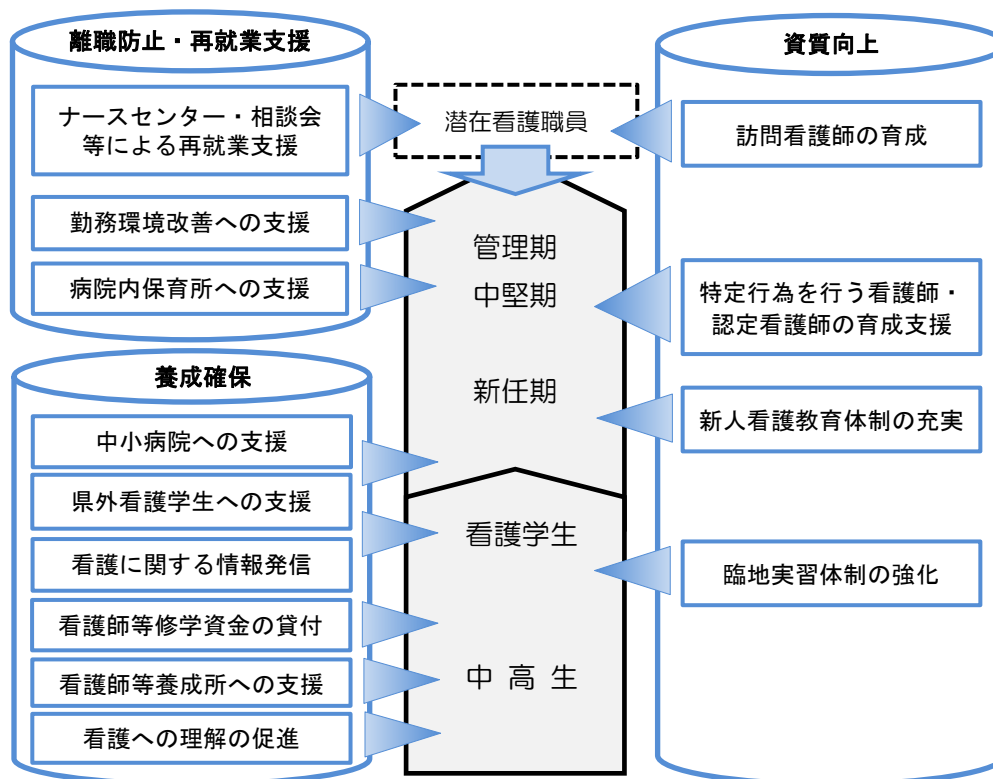 離職防止・再就業支援
ナースセンター・相談会
等による再就業支援
勤務環境改善への支援
病院内保育所への支援
養成確保
中小病院への支援
県外看護学生への支援
看護に関する情報発信
看護師等修学資金の貸付
看護師等養成所への支援
看護への理解の促進
潜在看護職員
管理期
中堅期
新任期
看護学生
中 高 生
資質向上
訪問看護師の育成
特定行為を行う看護師・
認定看護師の育成支援
新人看護教育体制の充実
臨地実習体制の強化